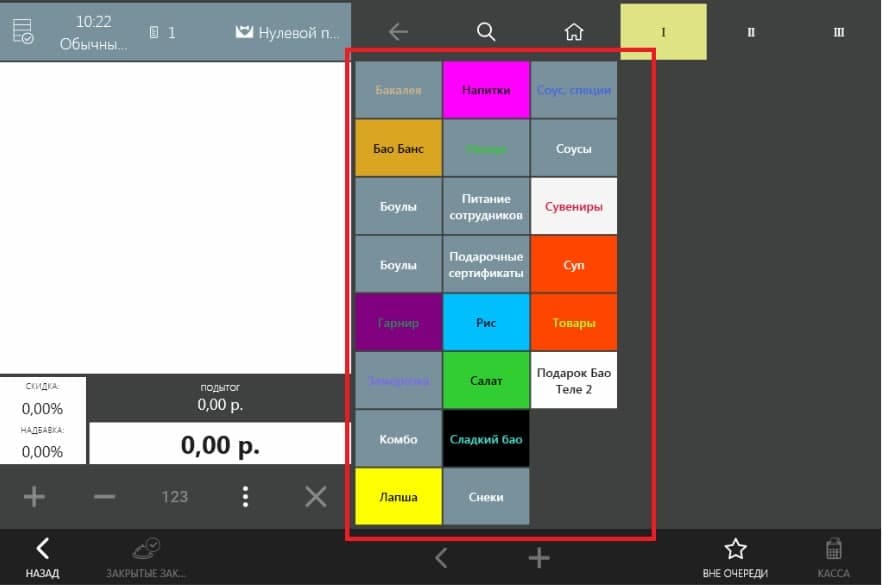 10:22
Обычны...
1
Нулевой п...
I
II
III
Бакалея
Напитки
Соус, специи
Бао Банс
Соусы
Боулы
Питание
сотрудников
Сувениры
Боулы
Подарочные
сертификаты
Суп
Гарнир
Рис
Товары
Заморозка
Салат
Подарок Бао
Теле 2
Комбо
Сладкий бао
Лапша
Снеки
СКИДКА:
0,00%
НАДБАВКА:
0,00%
ПОДЫТОГ
0,00 р.
0,00 р.
123
НАЗАД
ЗАКРЫТЫЕ ЗАК...
ВНЕ ОЧЕРЕДИ
КАССА